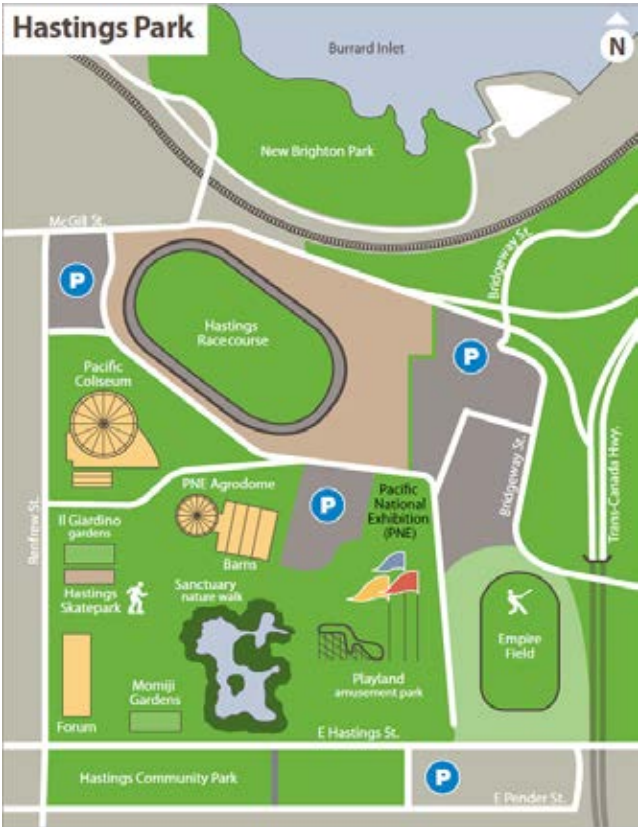 Hastings Park
Burrard Inlet
N
New Brighton Park
McGill St.
Bridgeway St.
P
Hastings
Racecourse
P
Pacific
Coliseum
Renfrew St.
Bridgeway St.
Trans-Canada Hwy.
PNE Agrodome
P
Pacific
National
Exhibition
(PNE)
Il Giardino
gardens
Barns
Hastings
Skatepark
Sanctuary
nature walk
Empire
Field
Playland
amusement park
Momiji
Gardens
Forum
E Hastings St.
Hastings Community Park
P
E Pender St.